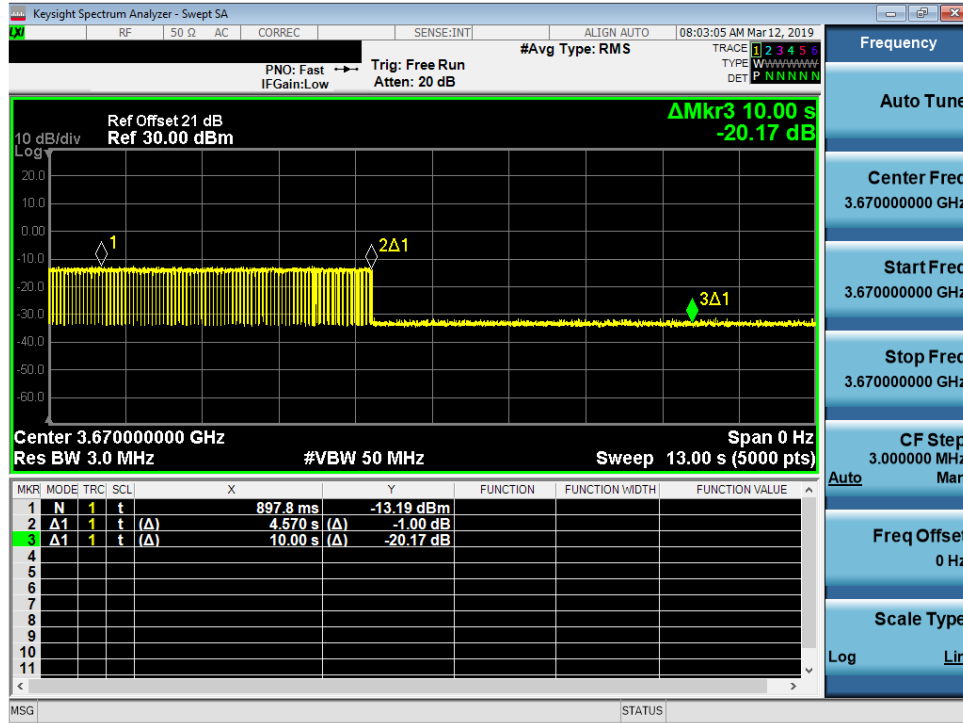 Keysight Spectrum Analyzer - Swept SA
LXI RF 50 Ω AC CORREC SENSE:INT ALIGN AUTO 08:03:05 AM Mar 12, 2019
#Avg Type: RMS TRACE 1 2 3 4 5 6
PNO: Fast Trig: Free Run TYPE WWWWWW
IFGain:Low Atten: 20 dB DET P N N N N N
Ref Offset 21 dB ΔMkr3 10.00 s
10 dB/div Ref 30.00 dBm -20.17 dB
Log
20.0
10.0
0.00
-10.0
-20.0
-30.0
-40.0
-50.0
-60.0
1
2Δ1
3Δ1
Center 3.670000000 GHz Span 0 Hz
Res BW 3.0 MHz #VBW 50 MHz Sweep 13.00 s (5000 pts)
MKR MODE TRC SCL X Y FUNCTION FUNCTION WIDTH FUNCTION VALUE
1 N 1 t 897.8 ms -13.19 dBm
2 Δ1 1 t (Δ) 4.570 s (Δ) -1.00 dB
3 Δ1 1 t (Δ) 10.00 s (Δ) -20.17 dB
4
5
6
7
8
9
10
11
MSG STATUS
Frequency
Auto Tune
Center Freq
3.670000000 GHz
Start Freq
3.670000000 GHz
Stop Freq
3.670000000 GHz
CF Step
3.000000 MHz
Auto Man
Freq Offset
0 Hz
Scale Type
Log Lin